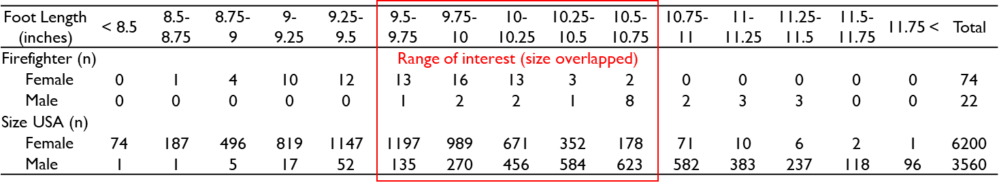 Foot Length (inches) < 8.5 8.5-8.75 8.75-9 9-9.25 9.25-9.5 9.5-9.75 9.75-10 10-10.25 10.25-10.5 10.5-10.75 10.75-11 11-11.25 11.25-11.5 11.5-11.75 11.75 < Total
Firefighter (n) Range of interest (size overlapped)
Female 0 1 4 10 12 13 16 13 3 2 0 0 0 0 0 74
Male 0 0 0 0 0 1 2 2 1 8 2 3 3 0 0 22
Size USA (n)
Female 74 187 496 819 1147 1197 989 671 352 178 71 10 6 2 1 6200
Male 1 1 5 17 52 135 270 456 584 623 582 383 237 118 96 3560